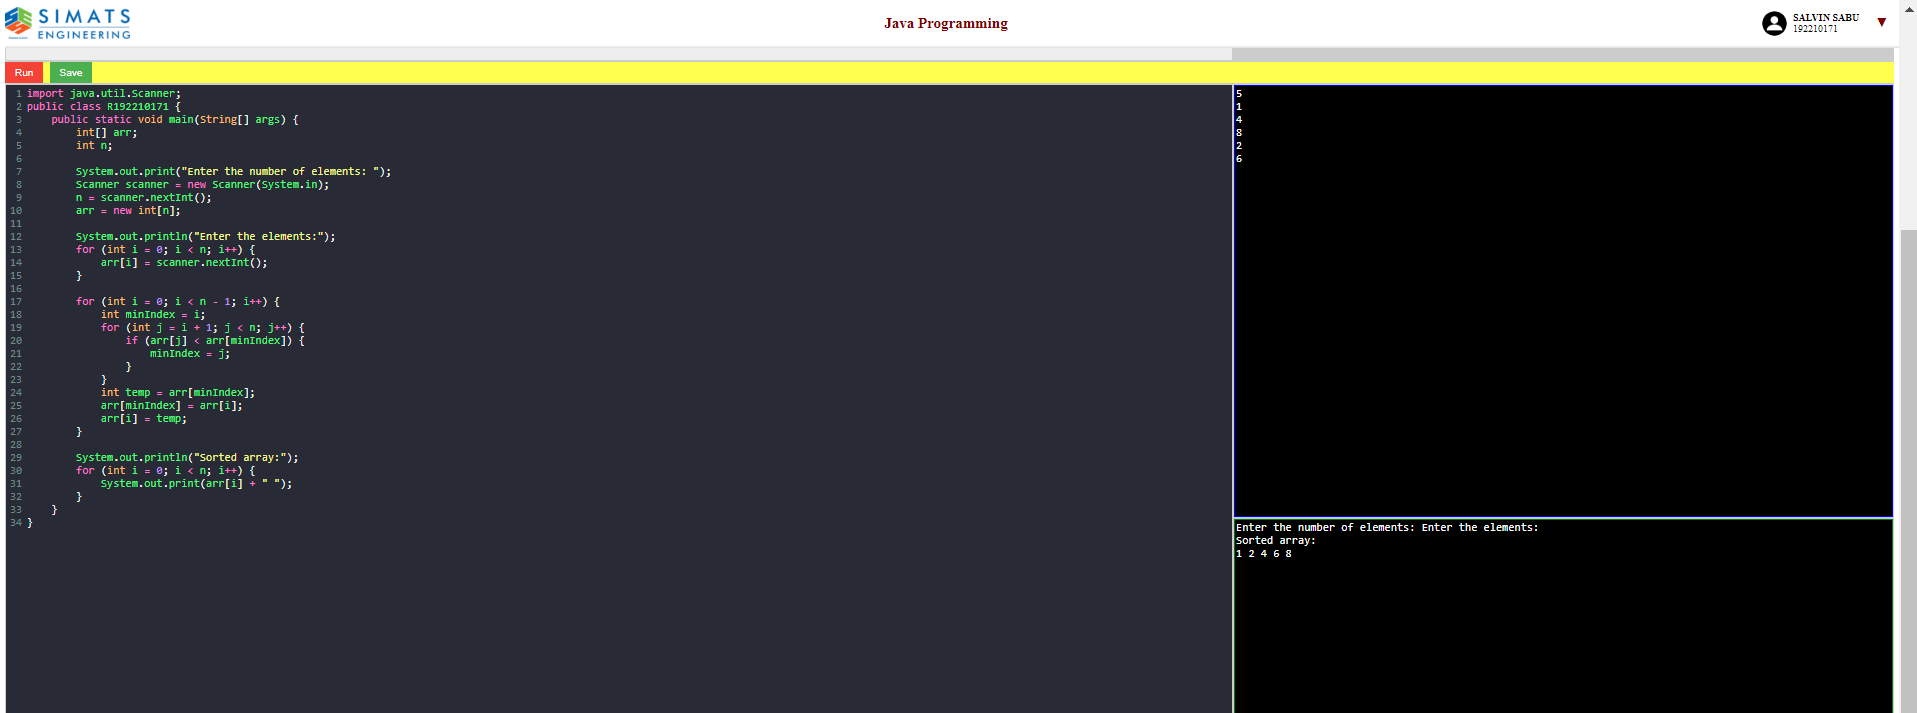 SIMATS
ENGINEERING
Java Programming
SALVIN SABU
192210171
▼
Run
Save
1 import java.util.Scanner;
2 public class R192210171 {
3     public static void main(String[] args) {
4         int[] arr;
5         int n;
6
7         System.out.print("Enter the number of elements: ");
8         Scanner scanner = new Scanner(System.in);
9         n = scanner.nextInt();
10         arr = new int[n];
11
12         System.out.println("Enter the elements:");
13         for (int i = 0; i < n; i++) {
14             arr[i] = scanner.nextInt();
15         }
16
17         for (int i = 0; i < n - 1; i++) {
18             int minIndex = i;
19             for (int j = i + 1; j < n; j++) {
20                 if (arr[j] < arr[minIndex]) {
21                     minIndex = j;
22                 }
23             }
24             int temp = arr[minIndex];
25             arr[minIndex] = arr[i];
26             arr[i] = temp;
27         }
28
29         System.out.println("Sorted array:");
30         for (int i = 0; i < n; i++) {
31             System.out.print(arr[i] + " ");
32         }
33     }
34 }
5
1
4
8
2
6
Enter the number of elements: Enter the elements:
Sorted array:
1 2 4 6 8